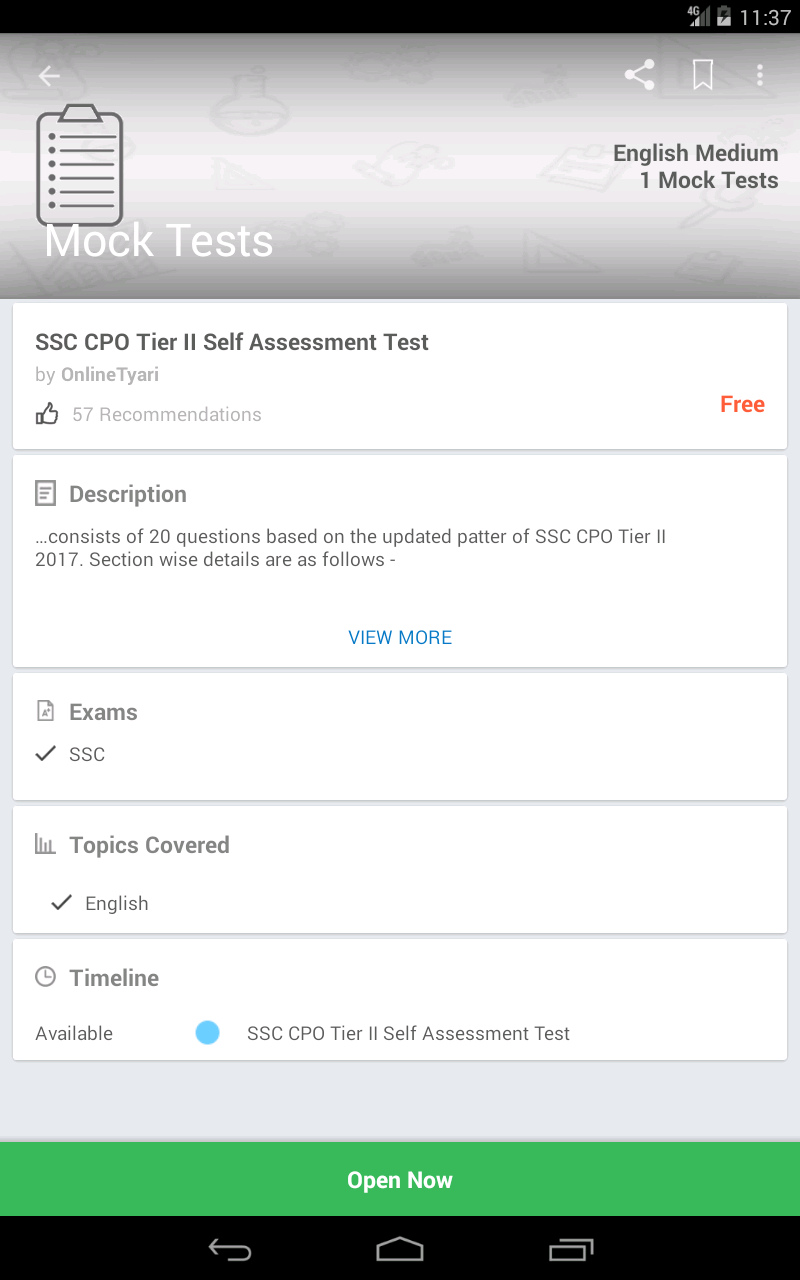 4G 11:37
English Medium
1 Mock Tests
Mock Tests
SSC CPO Tier II Self Assessment Test
by OnlineTyari
57 Recommendations
Free
Description
...consists of 20 questions based on the updated patter of SSC CPO Tier II
2017. Section wise details are as follows -
VIEW MORE
Exams
SSC
Topics Covered
English
Timeline
Available SSC CPO Tier II Self Assessment Test
Open Now